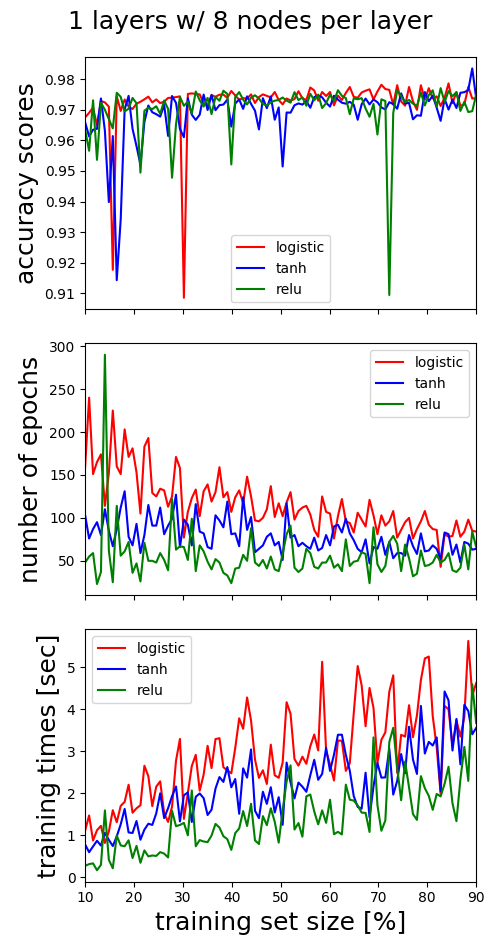 1 layers w/ 8 nodes per layer
accuracy scores
0.98
0.97
0.96
0.95
0.94
0.93
0.92
0.91
logistic
tanh
relu
number of epochs
300
250
200
150
100
50
logistic
tanh
relu
training times [sec]
5
4
3
2
1
0
logistic
tanh
relu
10 20 30 40 50 60 70 80 90
training set size [%]